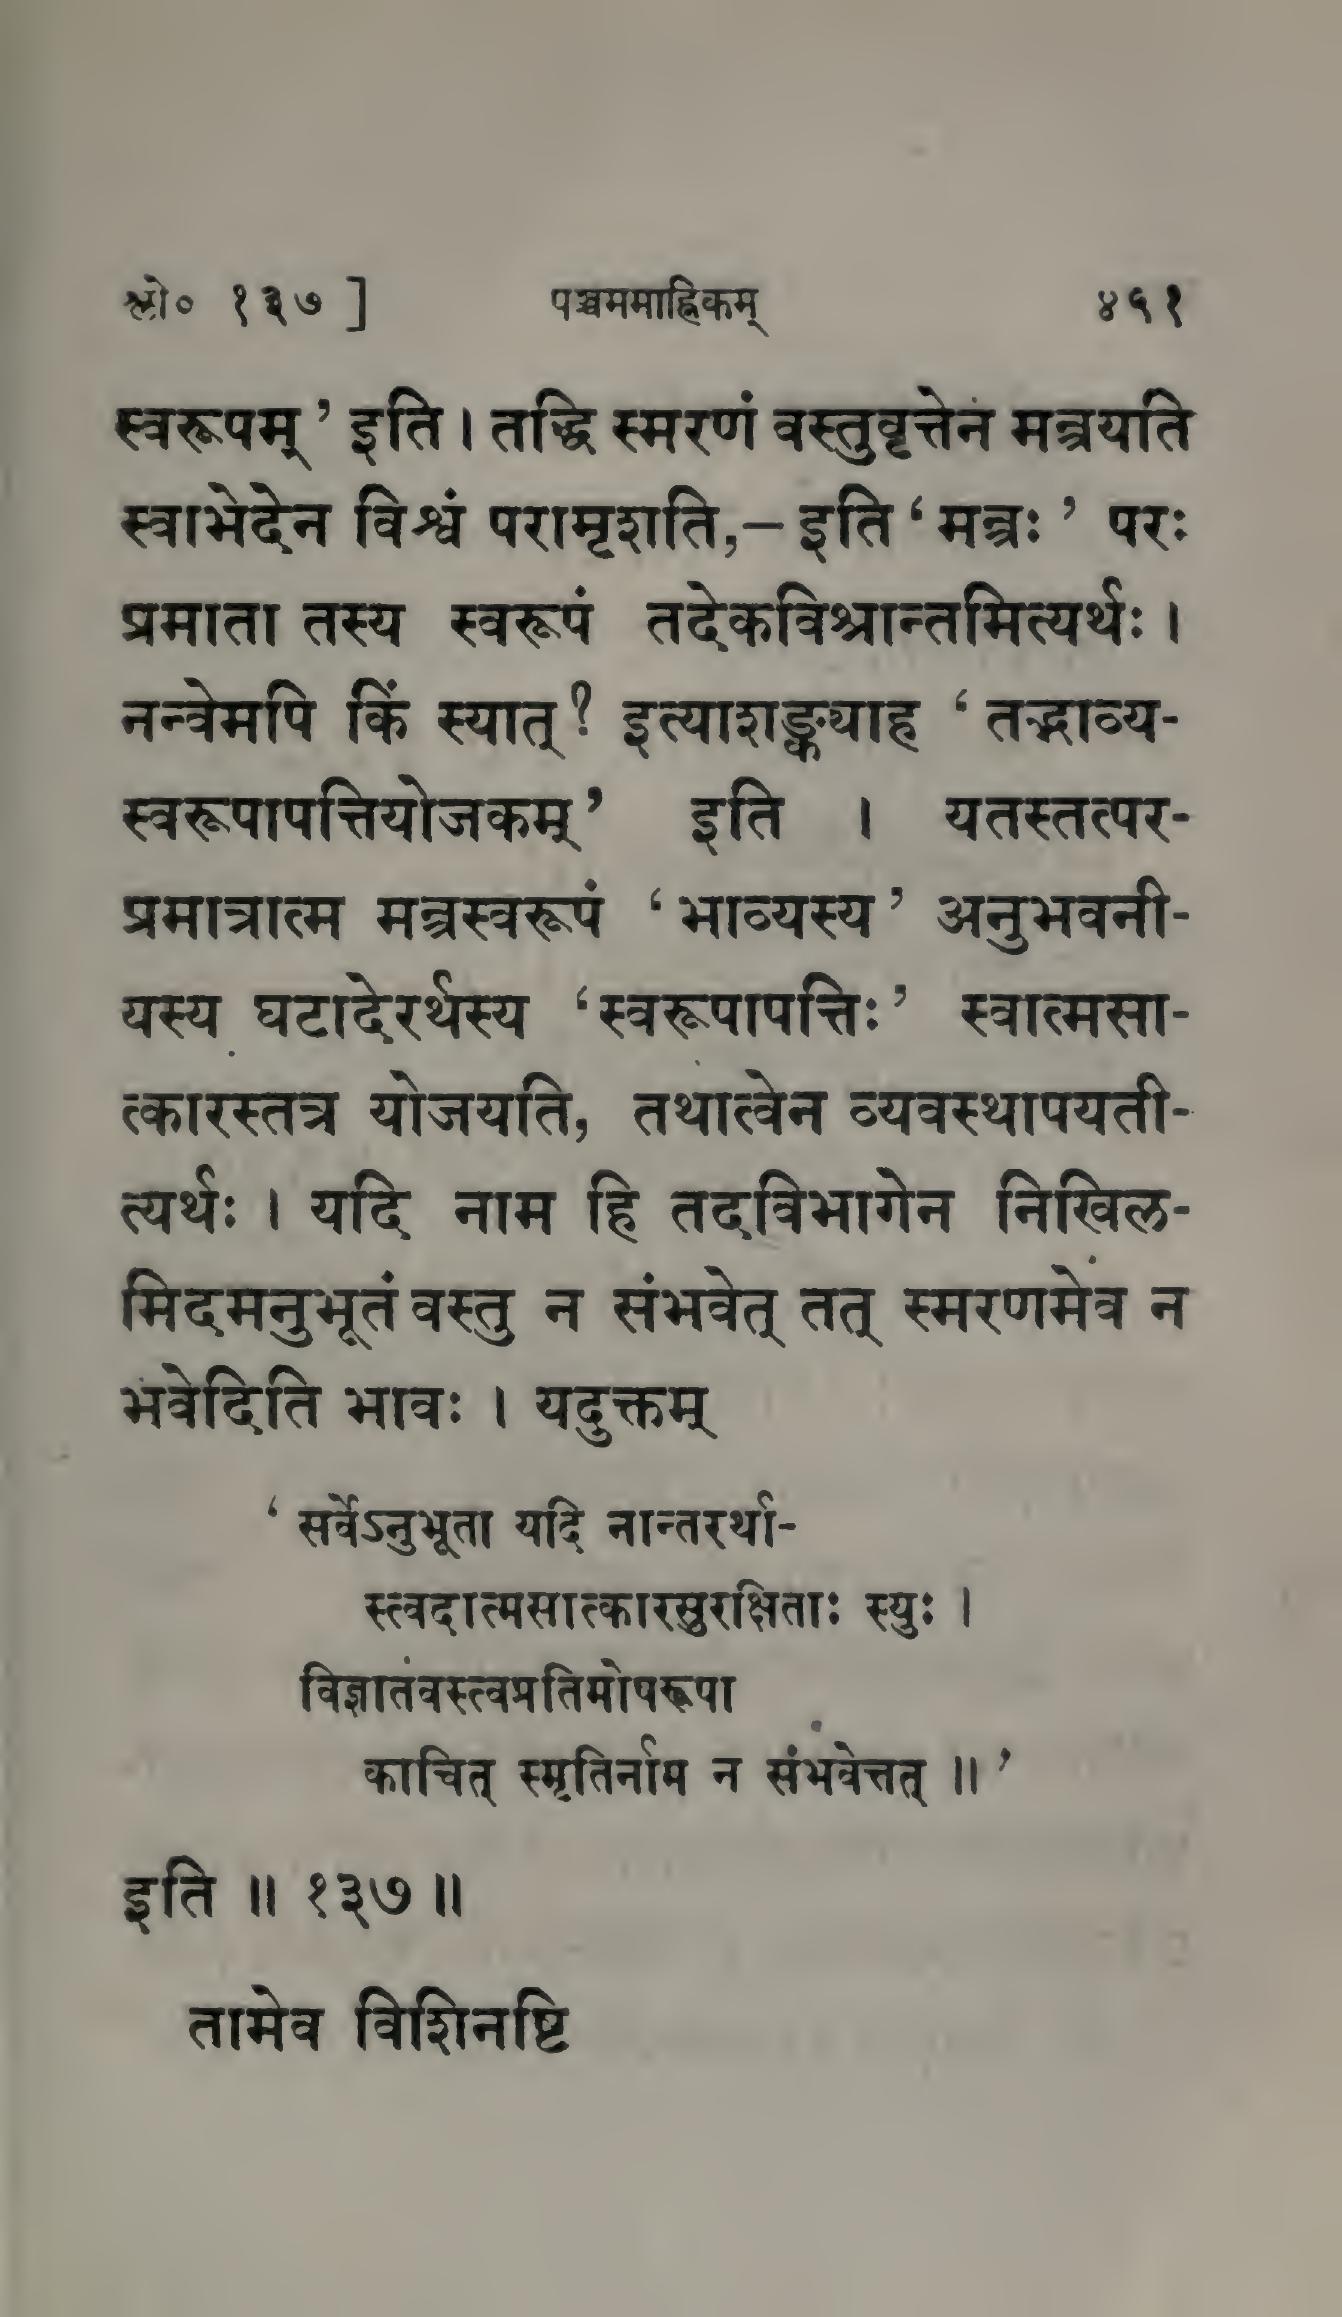 श्लो० १३७ ] पञ्चममाह्निकम् ४५१
स्वरूपम्’ इति । तद्धि स्मरणं वस्तुवृत्तेन मन्त्रयति
स्वाभेदेन विश्वं परामृशति,—इति ‘मन्त्रः’ परः
प्रमाता तस्य स्वरूपं तदेकविश्रान्तमित्यर्थः ।
नन्वेमपि किं स्यात्? इत्याशङ्क्याह ‘तद्भाव्य-
स्वरूपापत्तियोजकम्’ इति । यतस्तत्पर-
प्रमात्रात्म मन्त्रस्वरूपं ‘भाव्यस्य’ अनुभवनी-
यस्य घटादेरर्थस्य ‘स्वरूपापत्तिः’ स्वात्मसा-
त्कारस्तत्र योजयति, तथात्वेन व्यवस्थापयती-
त्यर्थः । यदि नाम हि तदविभागेन निखिल-
मिदमनुभूतं वस्तु न संभवेत् तत् स्मरणमेव न
भवेदिति भावः । यदुक्तम्
‘सर्वेऽनुभूता यदि नान्तरर्था-
स्त्वदात्मसात्कारसुरक्षिताः स्युः ।
विज्ञातवस्त्वप्रतिमोषरूपा
काचित् स्मृतिर्नाम न संभवेत्तत् ॥’
इति ॥ १३७ ॥
तामेव विशिनष्टि